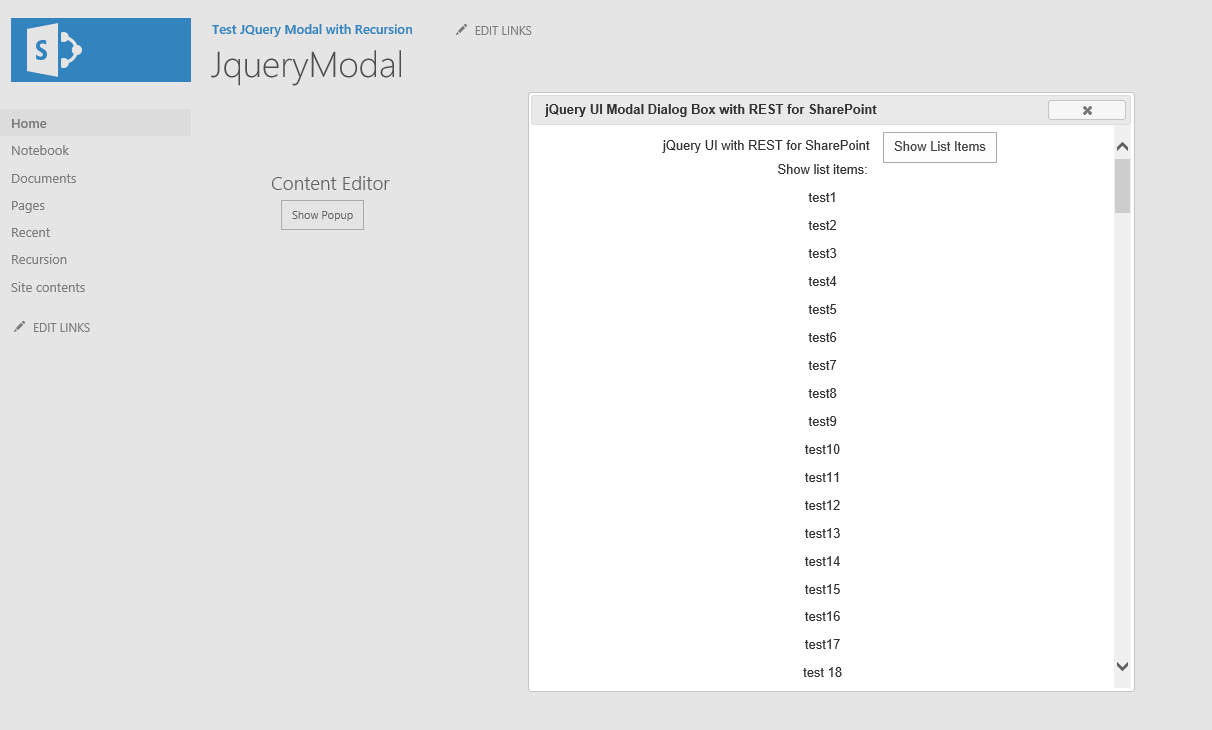 S
Test JQuery Modal with Recursion
EDIT LINKS
JqueryModal
Home
Notebook
Documents
Pages
Recent
Recursion
Site contents
EDIT LINKS
Content Editor
Show Popup
jQuery UI Modal Dialog Box with REST for SharePoint
jQuery UI with REST for SharePoint
Show List Items
Show list items:
test1
test2
test3
test4
test5
test6
test7
test8
test9
test10
test11
test12
test13
test14
test15
test16
test17
test 18